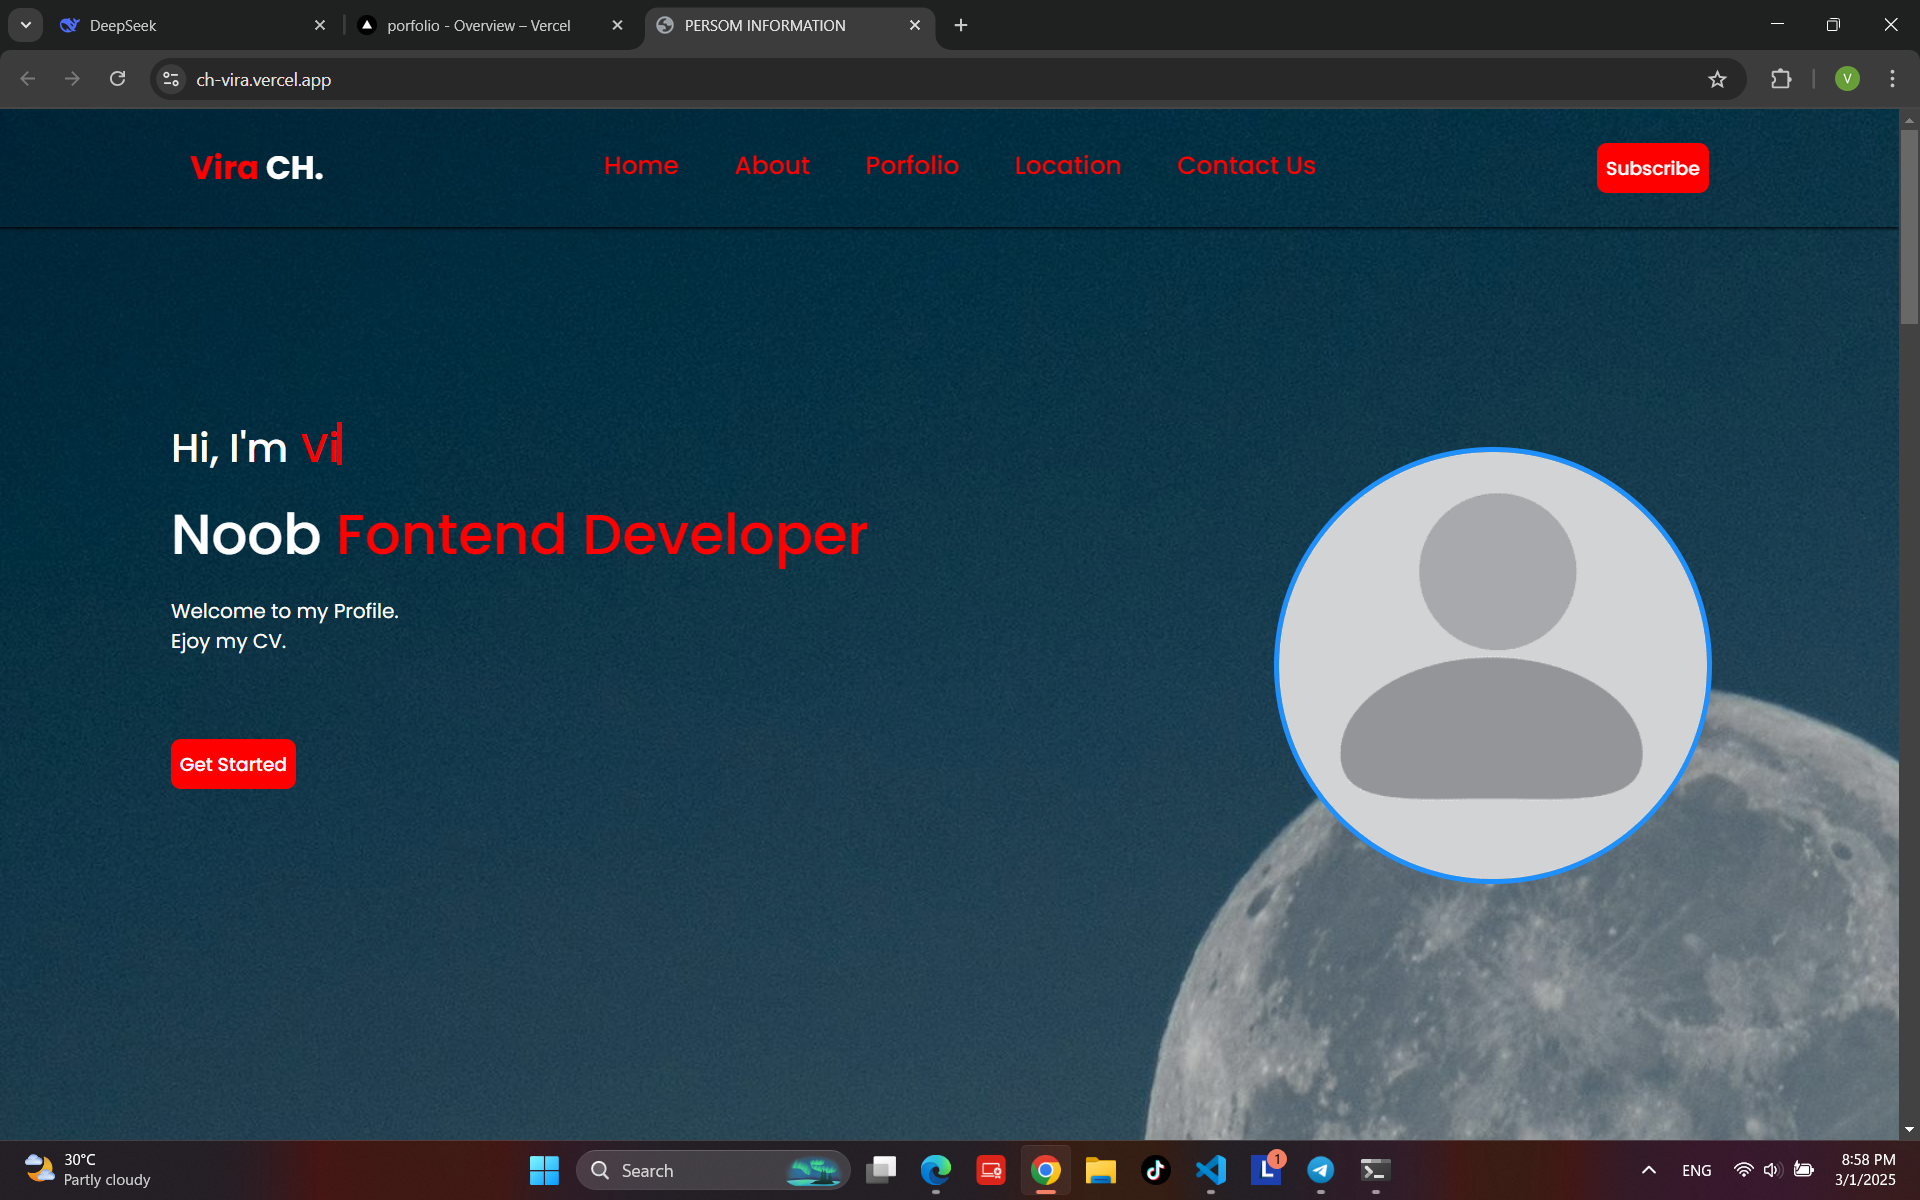 DeepSeek
porfolio - Overview – Vercel
PERSOM INFORMATION
ch-vira.vercel.app
V
Vira CH.
Home
About
Porfolio
Location
Contact Us
Subscribe
Hi, I'm Vi
Noob Fontend Developer
Welcome to my Profile.
Ejoy my CV.
Get Started
30°C
Partly cloudy
Search
L
1
ENG
8:58 PM
3/1/2025